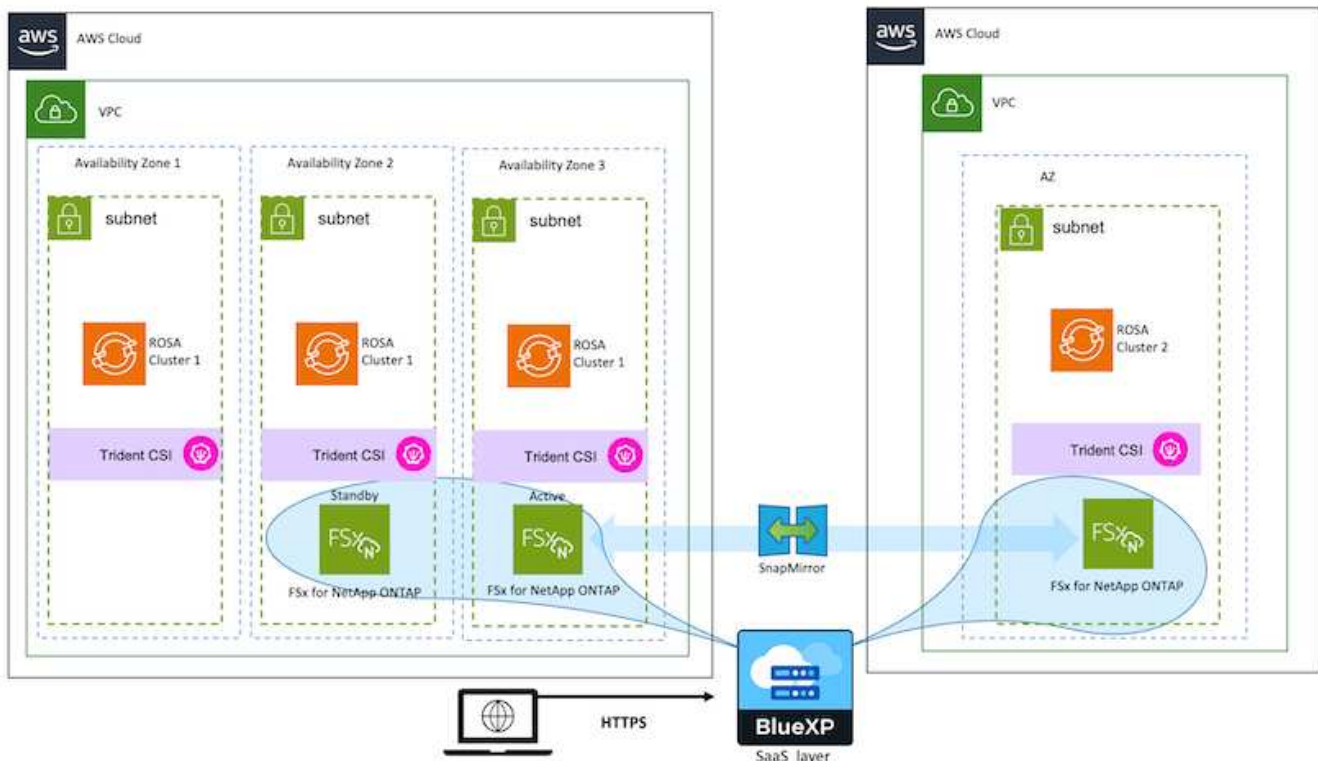 aws
AWS Cloud
VPC
Availability Zone 1
Availability Zone 2
Availability Zone 3
subnet
subnet
subnet
ROSA
Cluster 1
ROSA
Cluster 1
ROSA
Cluster 1
Trident CSI
Trident CSI
Trident CSI
Standby
Active
FSx
N
FSx
N
FSx for NetApp ONTAP
FSx for NetApp ONTAP
SnapMirror
aws
AWS Cloud
VPC
AZ
subnet
ROSA
Cluster 2
Trident CSI
FSx
N
FSx for NetApp ONTAP
HTTPS
BlueXP
SaaS layer